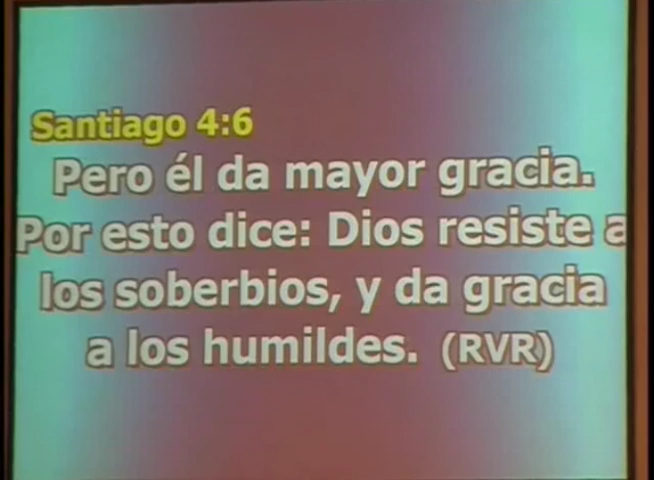 Santiago 4:6
Pero él da mayor gracia.
Por esto dice: Dios resiste a
los soberbios, y da gracia
a los humildes. (RVR)